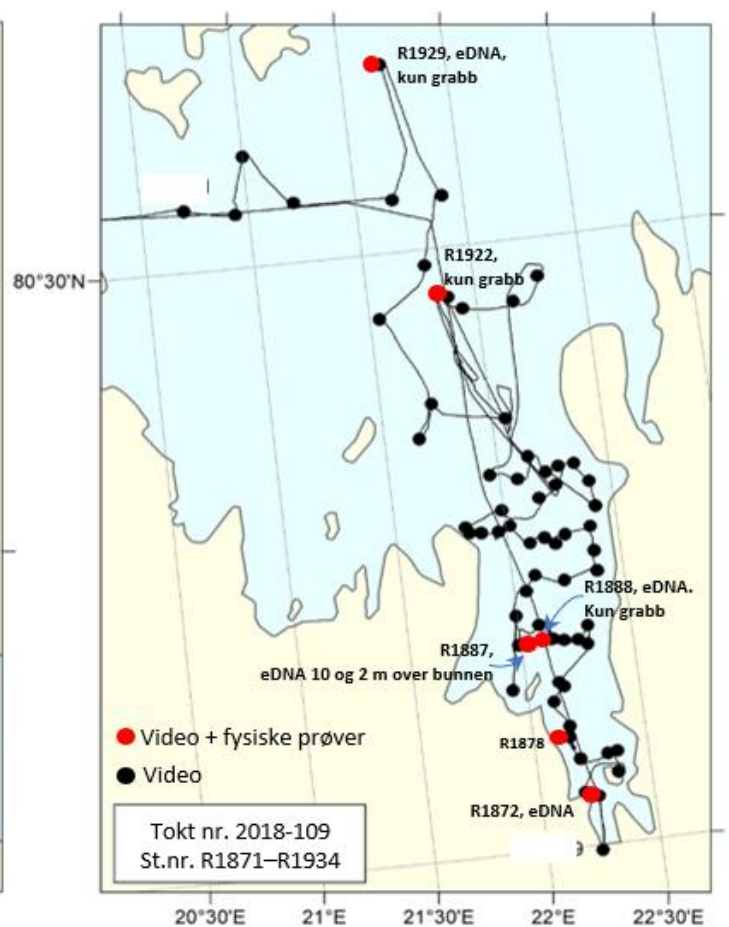 R1929, eDNA,
kun grabb
R1922,
kun grabb
80°30'N
R1888, eDNA.
Kun grabb
R1887,
eDNA 10 og 2 m over bunnen
R1878
R1872, eDNA
Video + fysiske prøver
Video
Tokt nr. 2018-109
St.nr. R1871–R1934
20°30'E 21°E 21°30'E 22°E 22°30'E